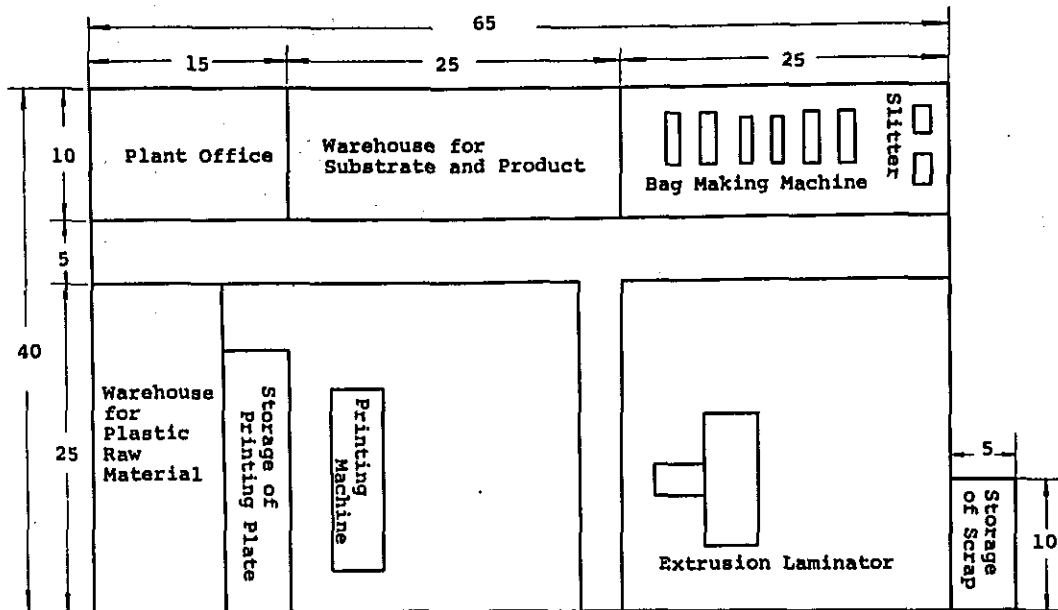 65
15
25
25
10
Plant Office
Warehouse for
Substrate and Product
Bag Making Machine
Slitter
5
40
25
Warehouse
for
Plastic
Raw
Material
Storage of
Printing Plate
Printing
Machine
Extrusion Laminator
5
Storage
of Scrap
10